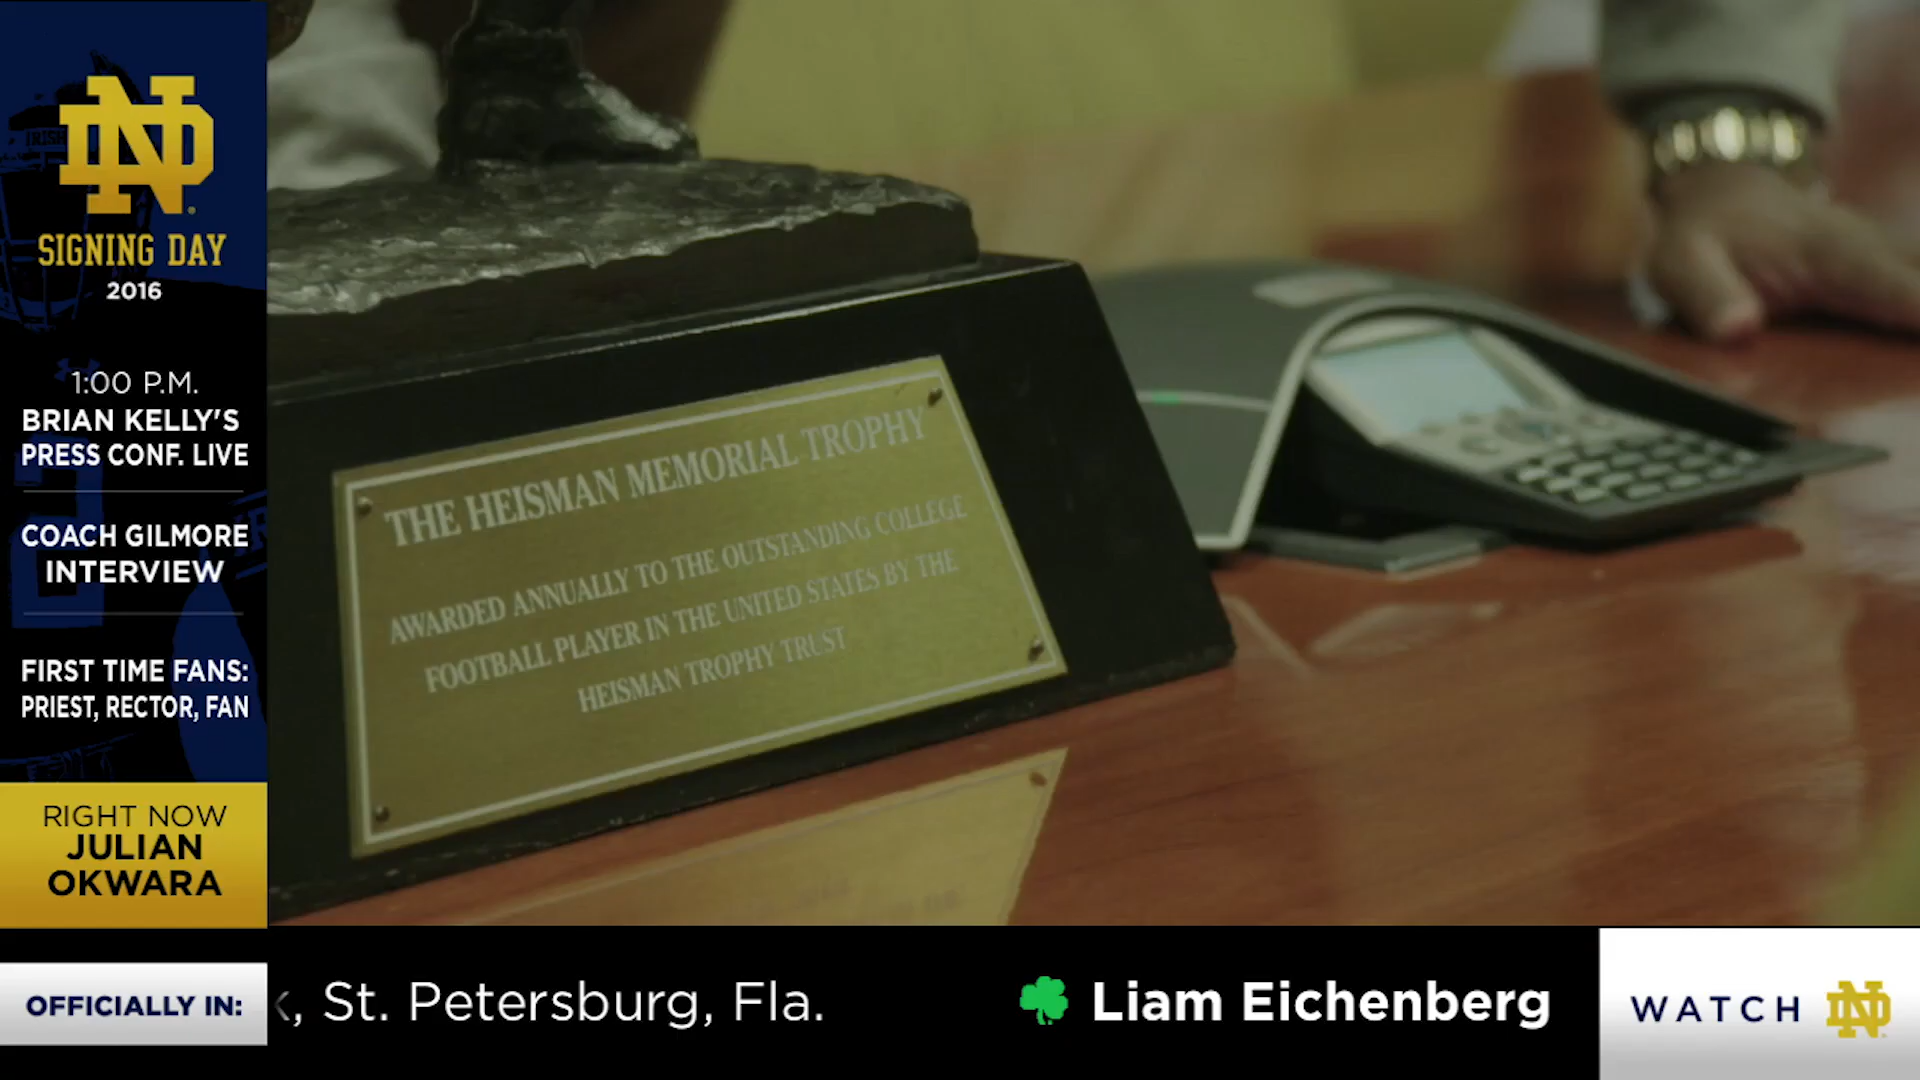 ND
SIGNING DAY
2016
1:00 P.M.
BRIAN KELLY'S
PRESS CONF. LIVE
COACH GILMORE
INTERVIEW
FIRST TIME FANS:
PRIEST, RECTOR, FAN
RIGHT NOW
JULIAN
OKWARA
THE HEISMAN MEMORIAL TROPHY
AWARDED ANNUALLY TO THE OUTSTANDING COLLEGE
FOOTBALL PLAYER IN THE UNITED STATES BY THE
HEISMAN TROPHY TRUST
OFFICIALLY IN:
, St. Petersburg, Fla.
Liam Eichenberg
WATCH ND